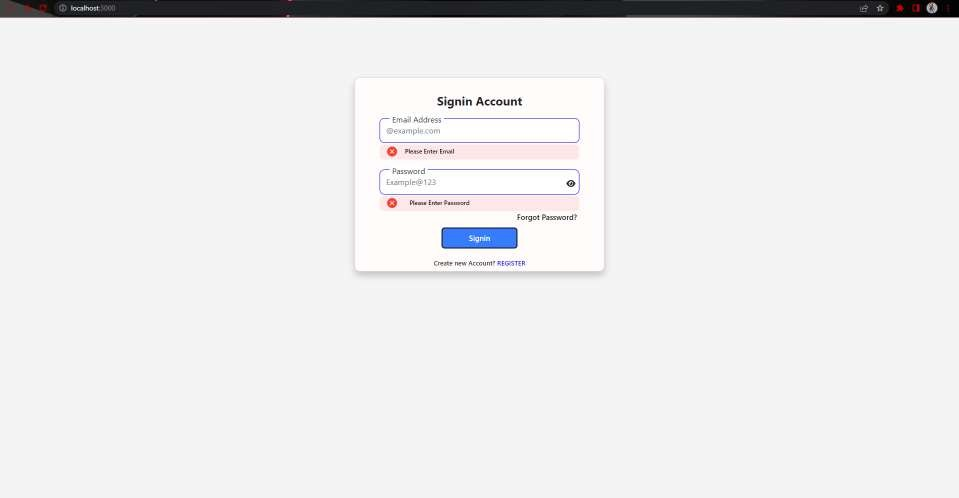 localhost:3000
Signin Account
Email Address
@example.com
Please Enter Email
Password
Example@123
Please Enter Password
Forgot Password?
Signin
Create new Account? REGISTER